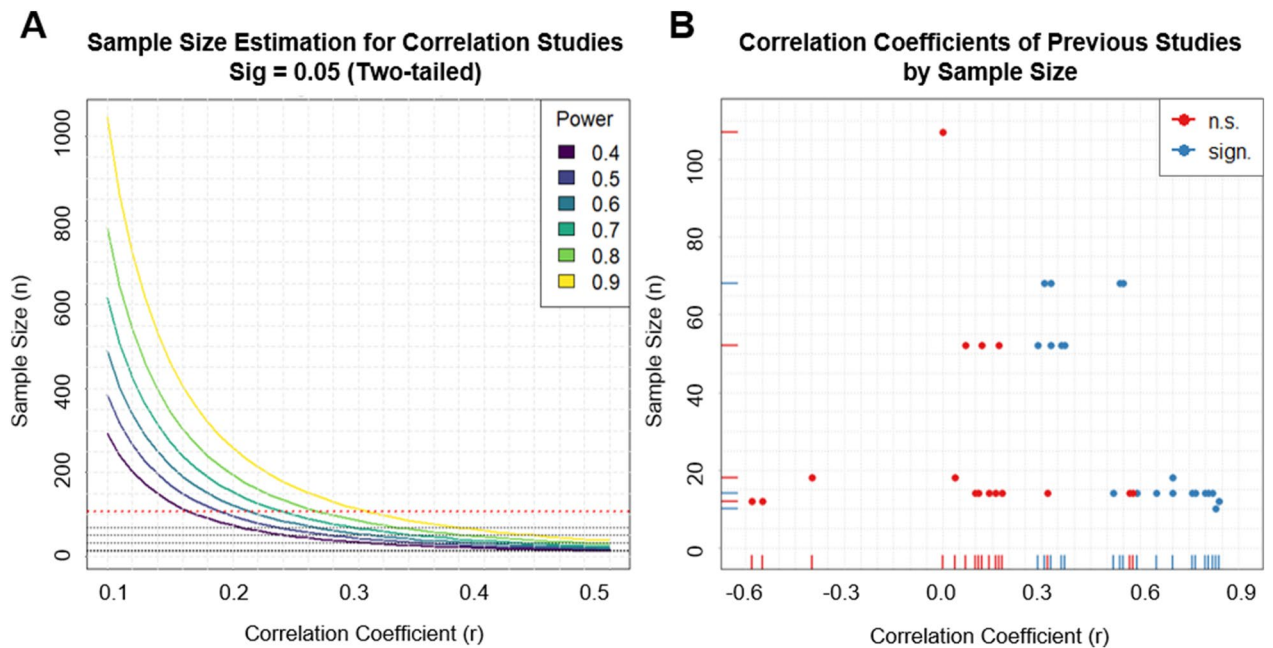 A
Sample Size Estimation for Correlation Studies
Sig = 0.05 (Two-tailed)
Power
0.4
0.5
0.6
0.7
0.8
0.9
Sample Size (n)
1000
800
600
400
200
0
0.1
0.2
0.3
0.4
0.5
Correlation Coefficient (r)
B
Correlation Coefficients of Previous Studies
by Sample Size
n.s.
sign.
Sample Size (n)
100
80
60
40
20
0
-0.6
-0.3
0.0
0.3
0.6
0.9
Correlation Coefficient (r)